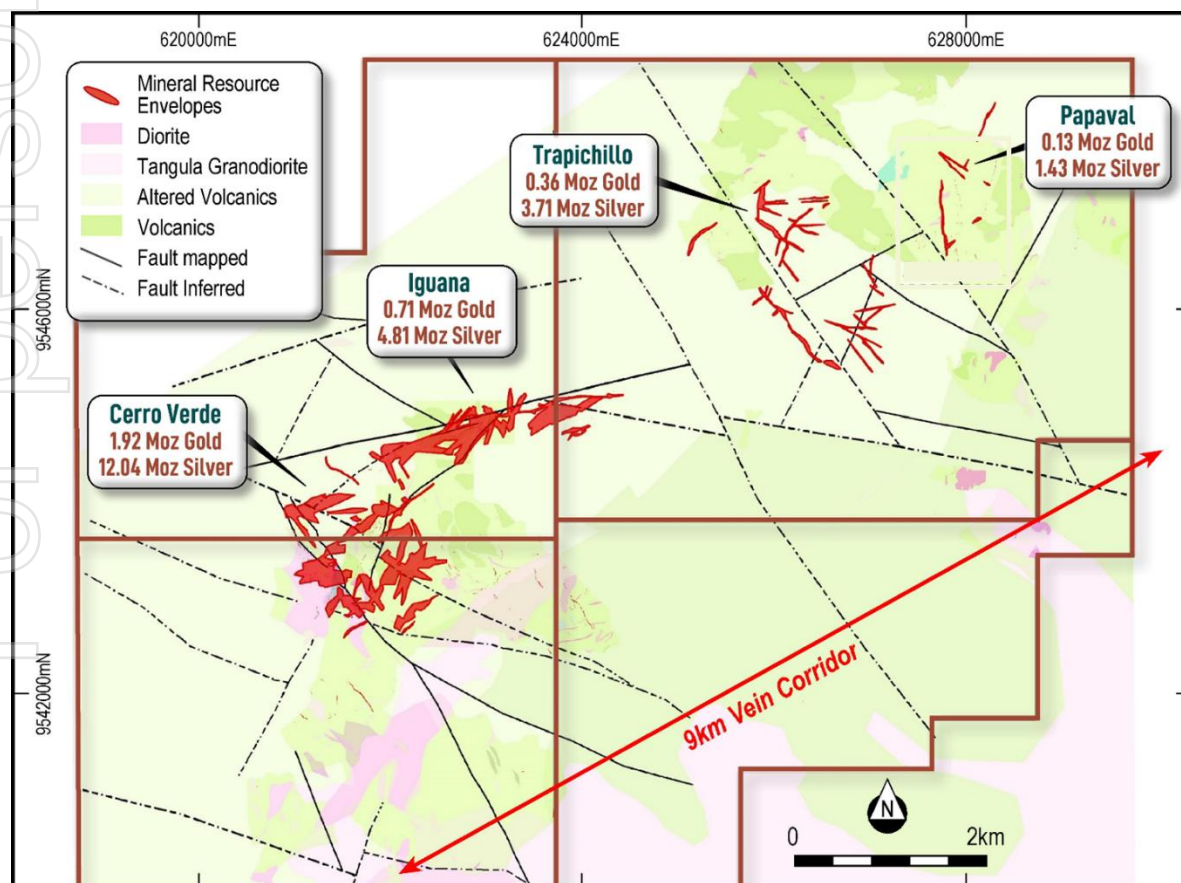 620000mE
624000mE
628000mE
Mineral Resource
Envelopes
Diorite
Tangula Granodiorite
Altered Volcanics
Volcanics
Fault mapped
Fault Inferred
Papaval
0.13 Moz Gold
1.43 Moz Silver
Trapichillo
0.36 Moz Gold
3.71 Moz Silver
Iguana
0.71 Moz Gold
4.81 Moz Silver
Cerro Verde
1.92 Moz Gold
12.04 Moz Silver
9546000mN
9542000mN
9km Vein Corridor
N
0
2km